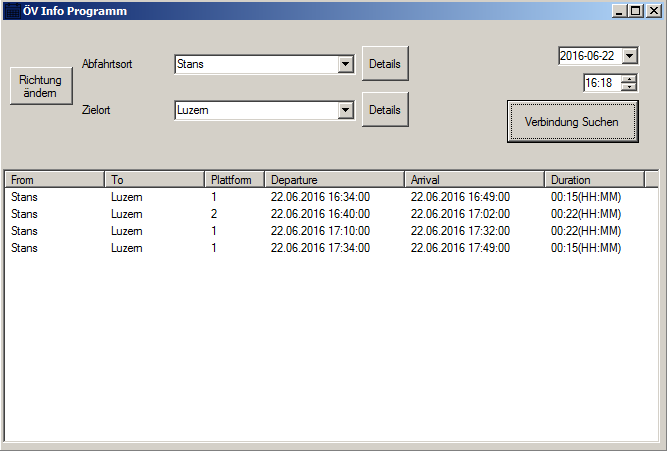 ÖV Info Programm
Richtung
ändern
Abfahrtsort
Stans
Details
2016-06-22
16:18
Zielort
Luzern
Details
Verbindung Suchen
From To Plattform Departure Arrival Duration
Stans Luzern 1 22.06.2016 16:34:00 22.06.2016 16:49:00 00:15(HH:MM)
Stans Luzern 2 22.06.2016 16:40:00 22.06.2016 17:02:00 00:22(HH:MM)
Stans Luzern 1 22.06.2016 17:10:00 22.06.2016 17:32:00 00:22(HH:MM)
Stans Luzern 1 22.06.2016 17:34:00 22.06.2016 17:49:00 00:15(HH:MM)